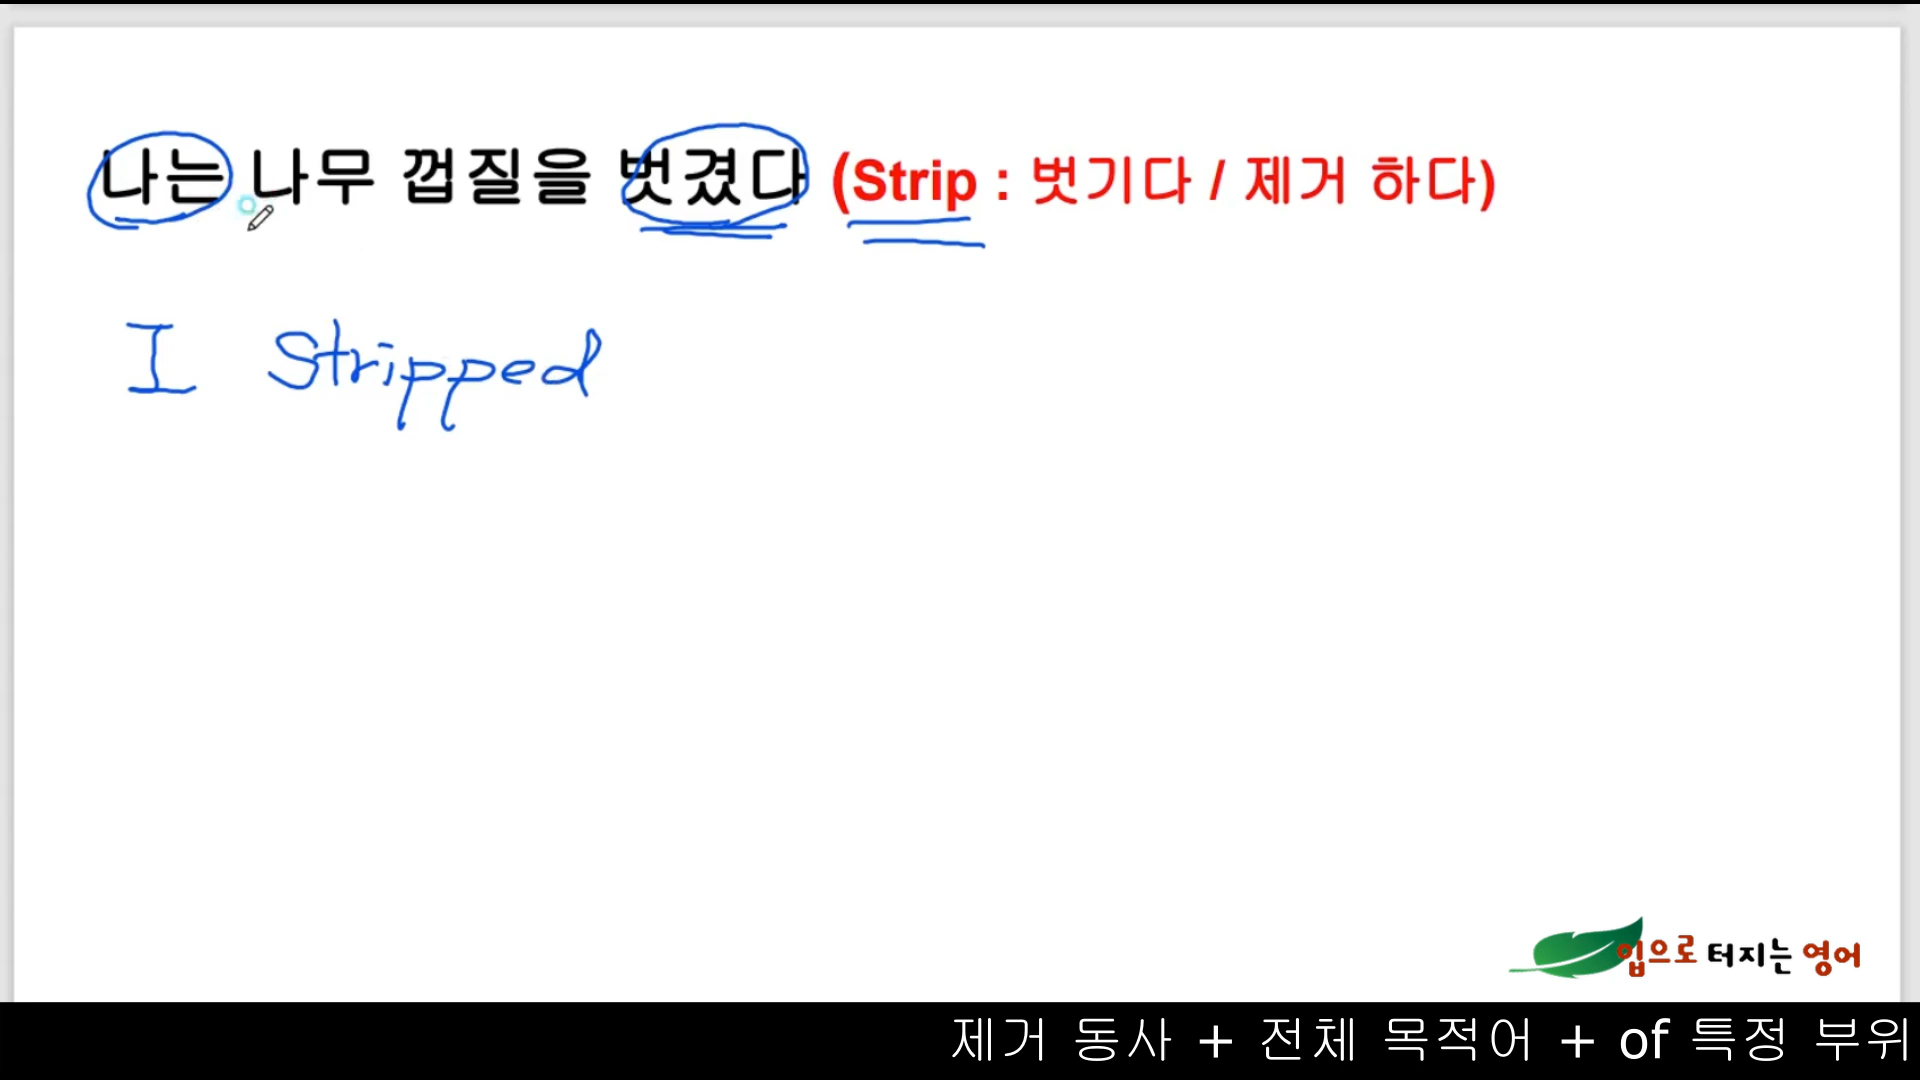 나는 나무 껍질을 벗겼다 (Strip : 벗기다 / 제거 하다)
I Stripped
입으로 터지는 영어
제거 동사 + 전체 목적어 + of 특정 부위